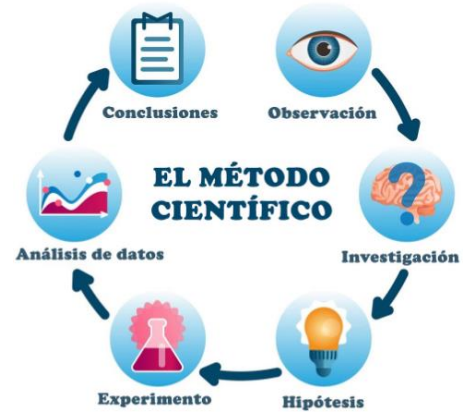 EL MÉTODO
CIENTÍFICO
Observación
Investigación
Hipótesis
Experimento
Análisis de datos
Conclusiones